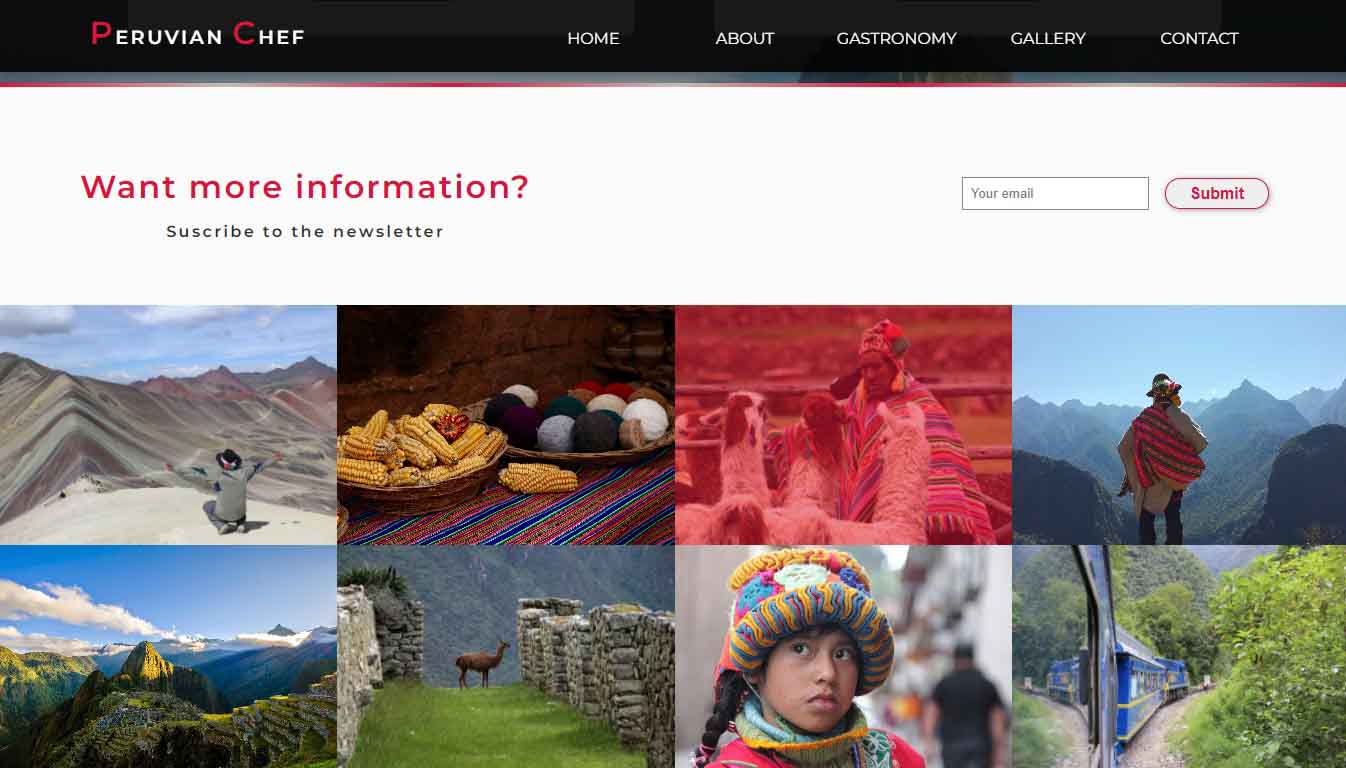 PERUVIAN CHEF
HOME
ABOUT
GASTRONOMY
GALLERY
CONTACT
Want more information?
Suscribe to the newsletter
Your email
Submit